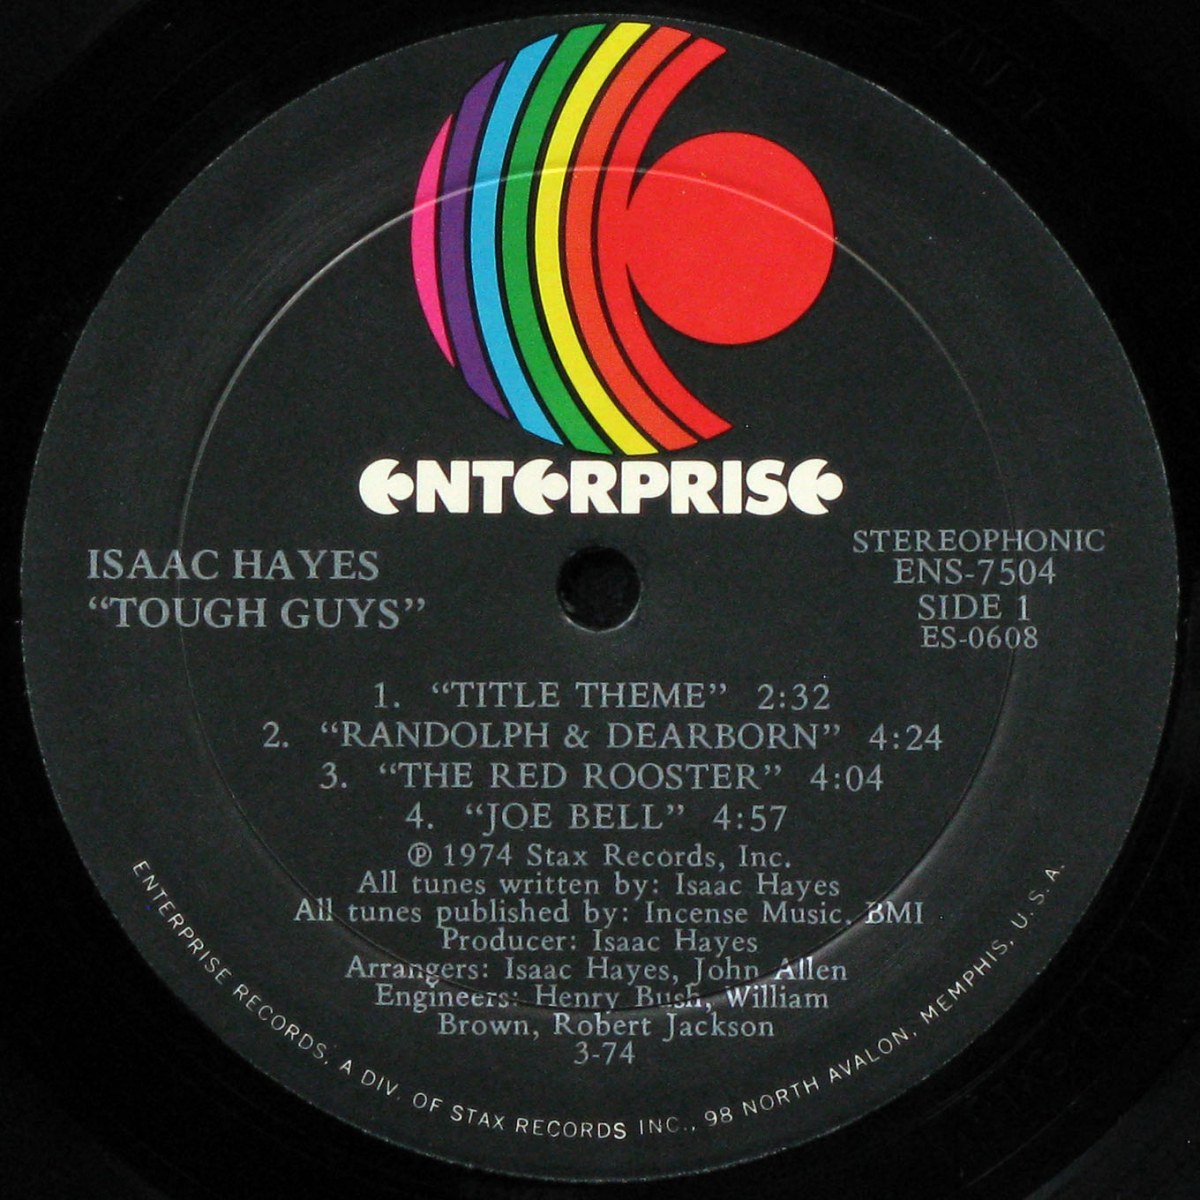 ENTERPRISE
ISAAC HAYES
"TOUGH GUYS"
STEREOPHONIC
ENS-7504
SIDE 1
ES-0608
1. "TITLE THEME" 2:32
2. "RANDOLPH & DEARBORN" 4:24
3. "THE RED ROOSTER" 4:04
4. "JOE BELL" 4:57
℗ 1974 Stax Records, Inc.
All tunes written by: Isaac Hayes
All tunes published by: Incense Music. BMI
Producer: Isaac Hayes
Arrangers: Isaac Hayes, John Allen
Engineers: Henry Bush, William
Brown, Robert Jackson
3-74
ENTERPRISE RECORDS, A DIV. OF STAX RECORDS INC., 98 NORTH AVALON, MEMPHIS, U.S.A.